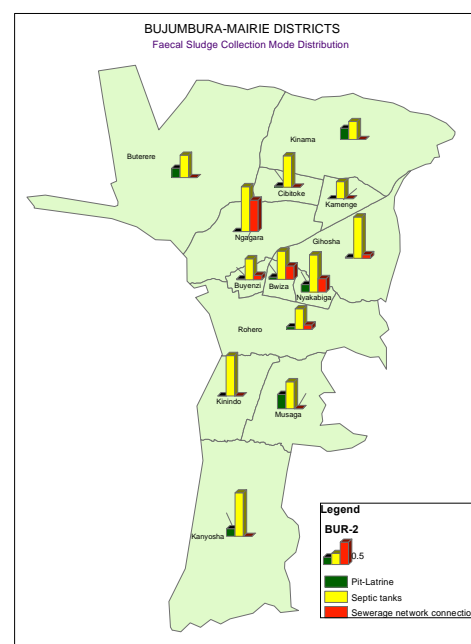 BUJUMBURA-MAIRIE DISTRICTS
Faecal Sludge Collection Mode Distribution
Kinama
Buterere
Cibitoke
Kamenge
Ngagara
Gihosha
Buyenzi
Bwiza
Nyakabiga
Rohero
Kinindo
Musaga
Kanyosha
Legend
BUR-2
0.5
Pit-Latrine
Septic tanks
Sewerage network connection